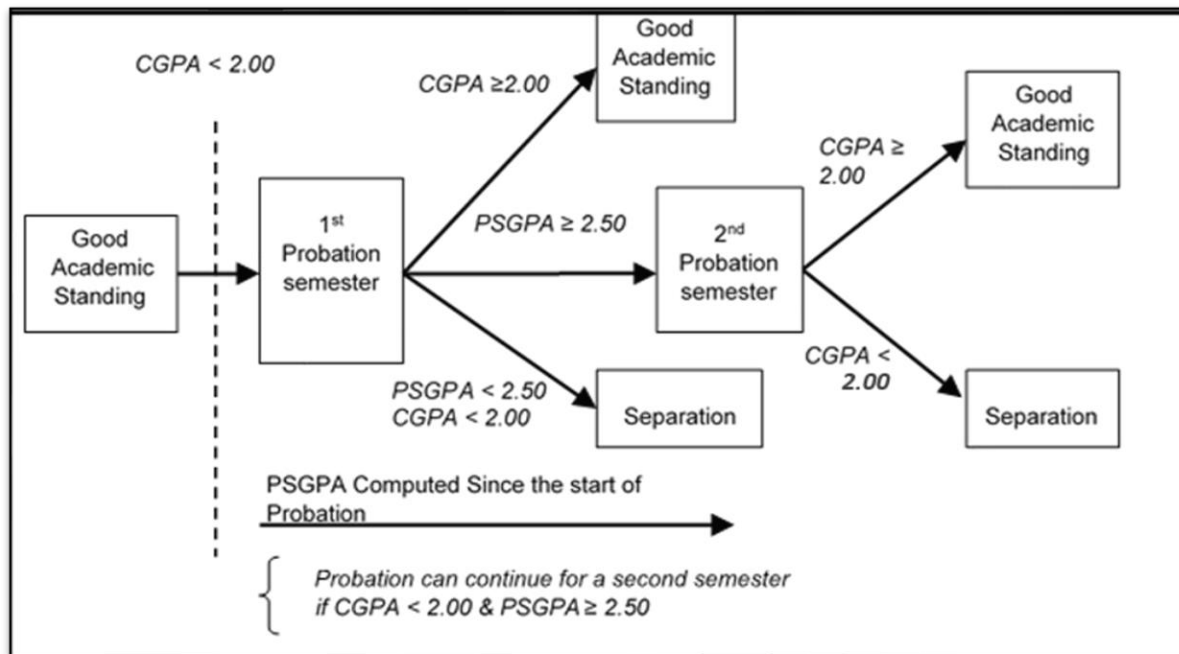 CGPA < 2.00
Good
Academic
Standing
1st
Probation
semester
CGPA ≥2.00
Good
Academic
Standing
PSGPA ≥ 2.50
2nd
Probation
semester
PSGPA < 2.50
CGPA < 2.00
Separation
CGPA ≥
2.00
Good
Academic
Standing
CGPA <
2.00
Separation
PSGPA Computed Since the start of
Probation
Probation can continue for a second semester
if CGPA < 2.00 & PSGPA ≥ 2.50